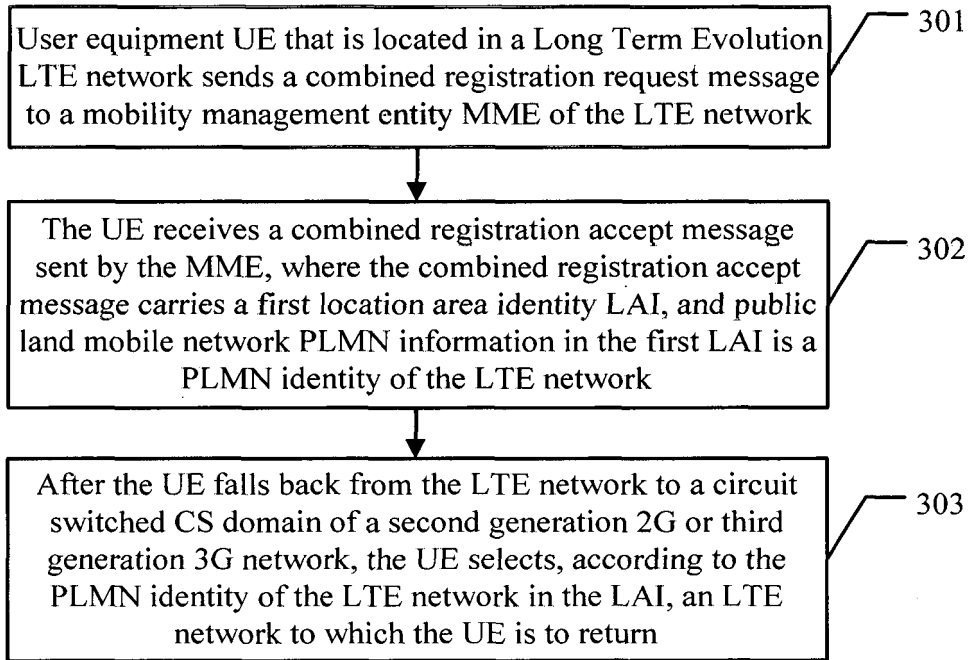 User equipment UE that is located in a Long Term Evolution
LTE network sends a combined registration request message
to a mobility management entity MME of the LTE network
301
The UE receives a combined registration accept message
sent by the MME, where the combined registration accept
message carries a first location area identity LAI, and public
land mobile network PLMN information in the first LAI is a
PLMN identity of the LTE network
302
After the UE falls back from the LTE network to a circuit
switched CS domain of a second generation 2G or third
generation 3G network, the UE selects, according to the
PLMN identity of the LTE network in the LAI, an LTE
network to which the UE is to return
303